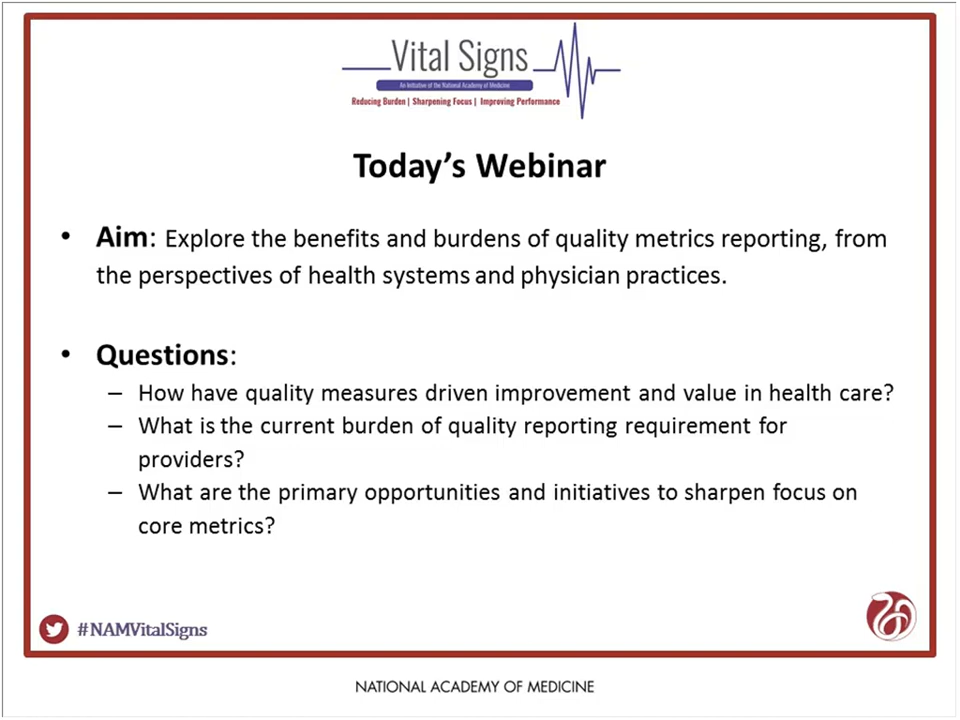 Vital Signs
An Initiative of the National Academy of Medicine
Reducing Burden | Sharpening Focus | Improving Performance
Today's Webinar
• Aim: Explore the benefits and burdens of quality metrics reporting, from
the perspectives of health systems and physician practices.
• Questions:
– How have quality measures driven improvement and value in health care?
– What is the current burden of quality reporting requirement for
providers?
– What are the primary opportunities and initiatives to sharpen focus on
core metrics?
#NAMVitalSigns
NATIONAL ACADEMY OF MEDICINE